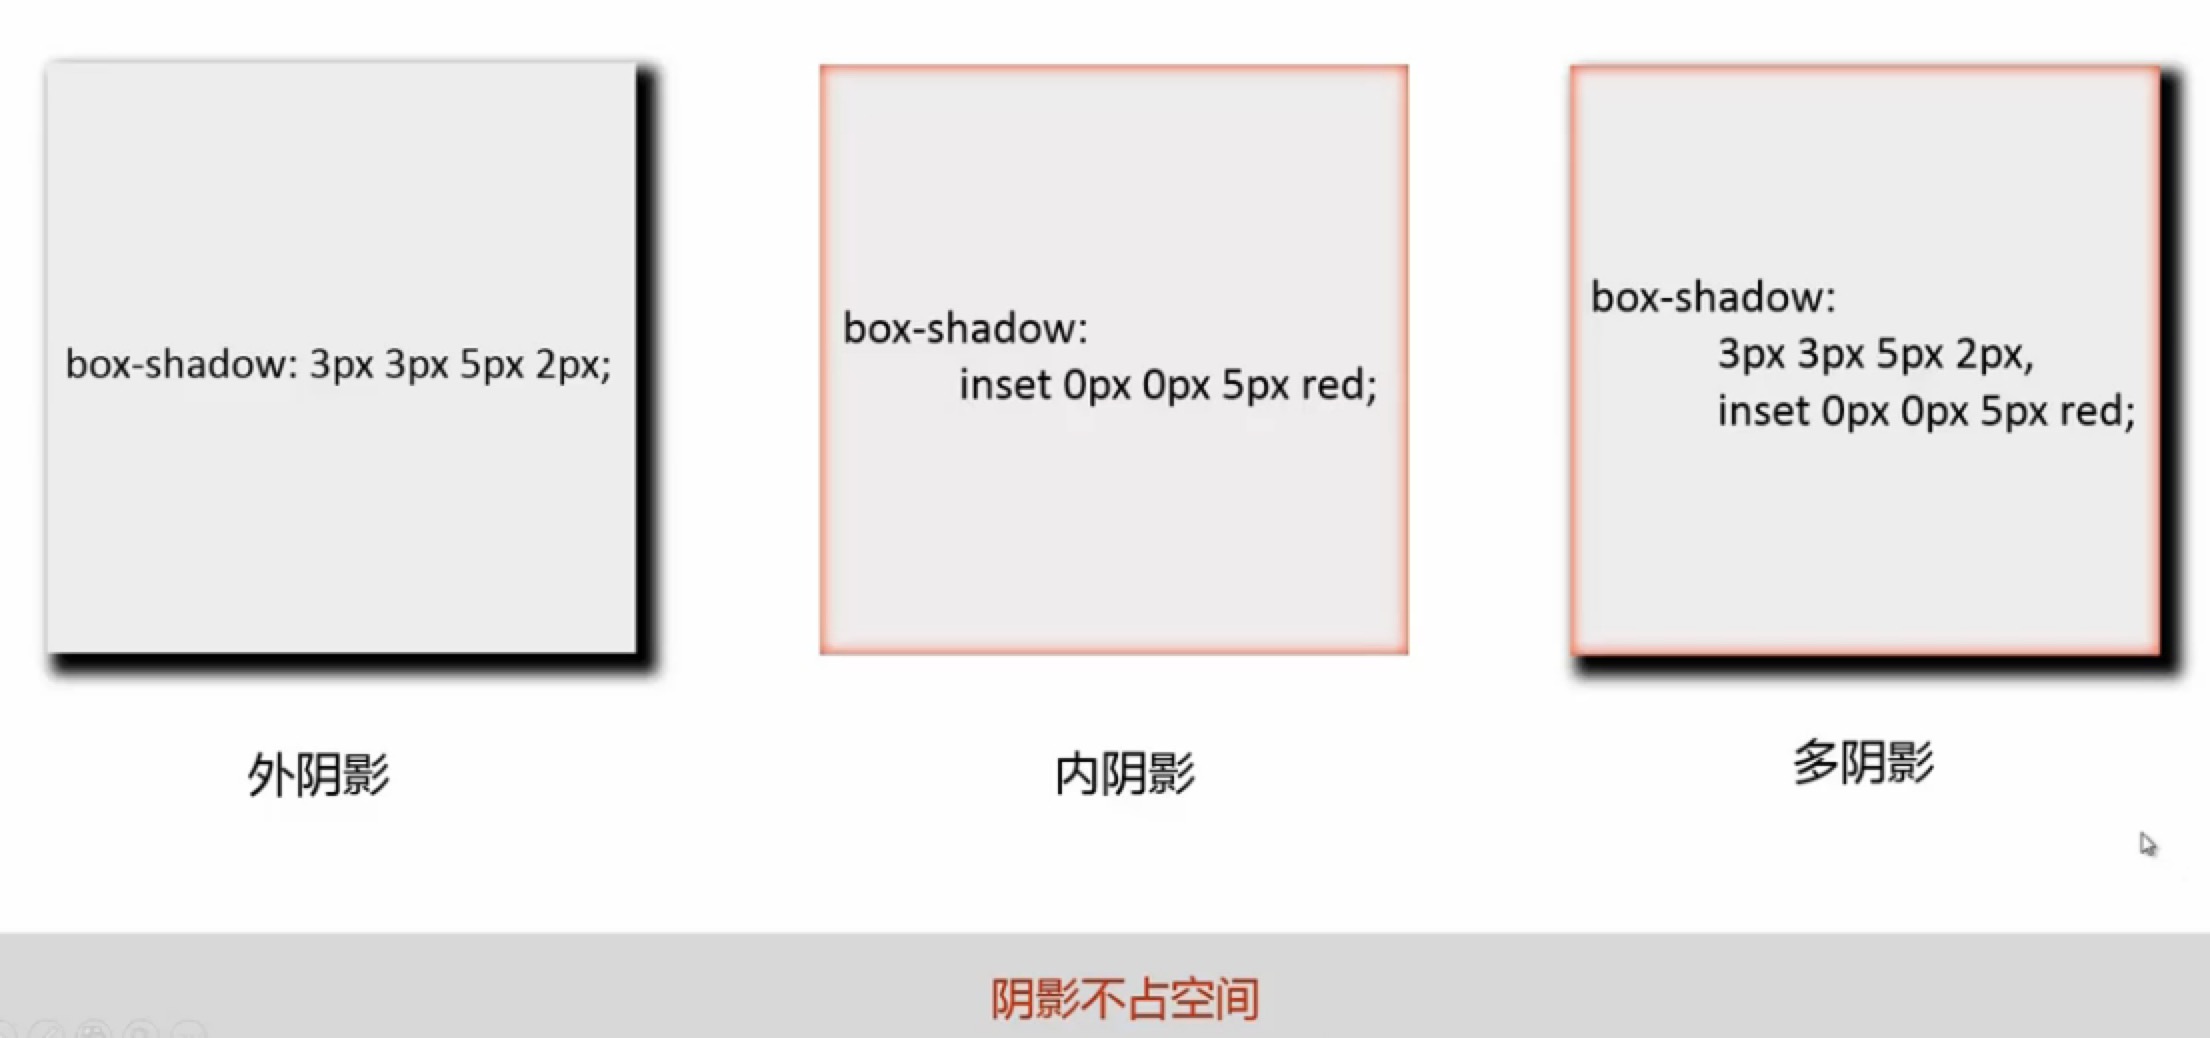 box-shadow: 3px 3px 5px 2px;
外阴影
box-shadow:
inset 0px 0px 5px red;
内阴影
box-shadow:
3px 3px 5px 2px,
inset 0px 0px 5px red;
多阴影
阴影不占空间